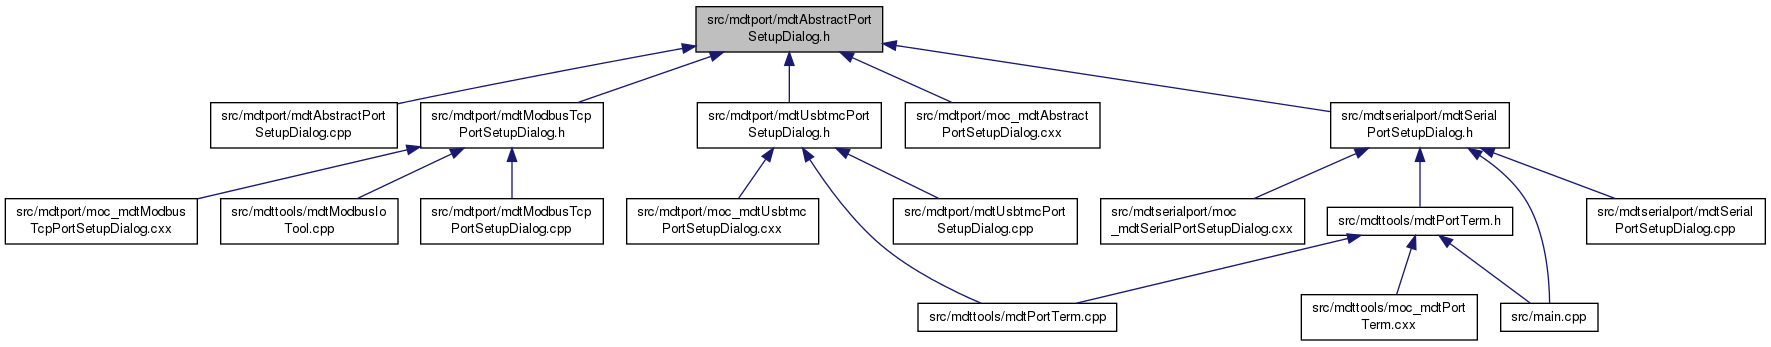 src/mdtport/mdtAbstractPort
SetupDialog.h
src/mdtport/mdtAbstractPort
SetupDialog.cpp
src/mdtport/mdtModbusTcp
PortSetupDialog.h
src/mdtport/mdtUsbtmcPort
SetupDialog.h
src/mdtport/moc_mdtAbstract
PortSetupDialog.cxx
src/mdtserialport/mdtSerial
PortSetupDialog.h
src/mdtport/moc_mdtModbus
TcpPortSetupDialog.cxx
src/mdttools/mdtModbusIo
Tool.cpp
src/mdtport/mdtModbusTcp
PortSetupDialog.cpp
src/mdtport/moc_mdtUsbtmc
PortSetupDialog.cxx
src/mdtport/mdtUsbtmcPort
SetupDialog.cpp
src/mdtserialport/moc
_mdtSerialPortSetupDialog.cxx
src/mdttools/mdtPortTerm.h
src/mdtserialport/mdtSerial
PortSetupDialog.cpp
src/mdttools/mdtPortTerm.cpp
src/mdttools/moc_mdtPort
Term.cxx
src/main.cpp